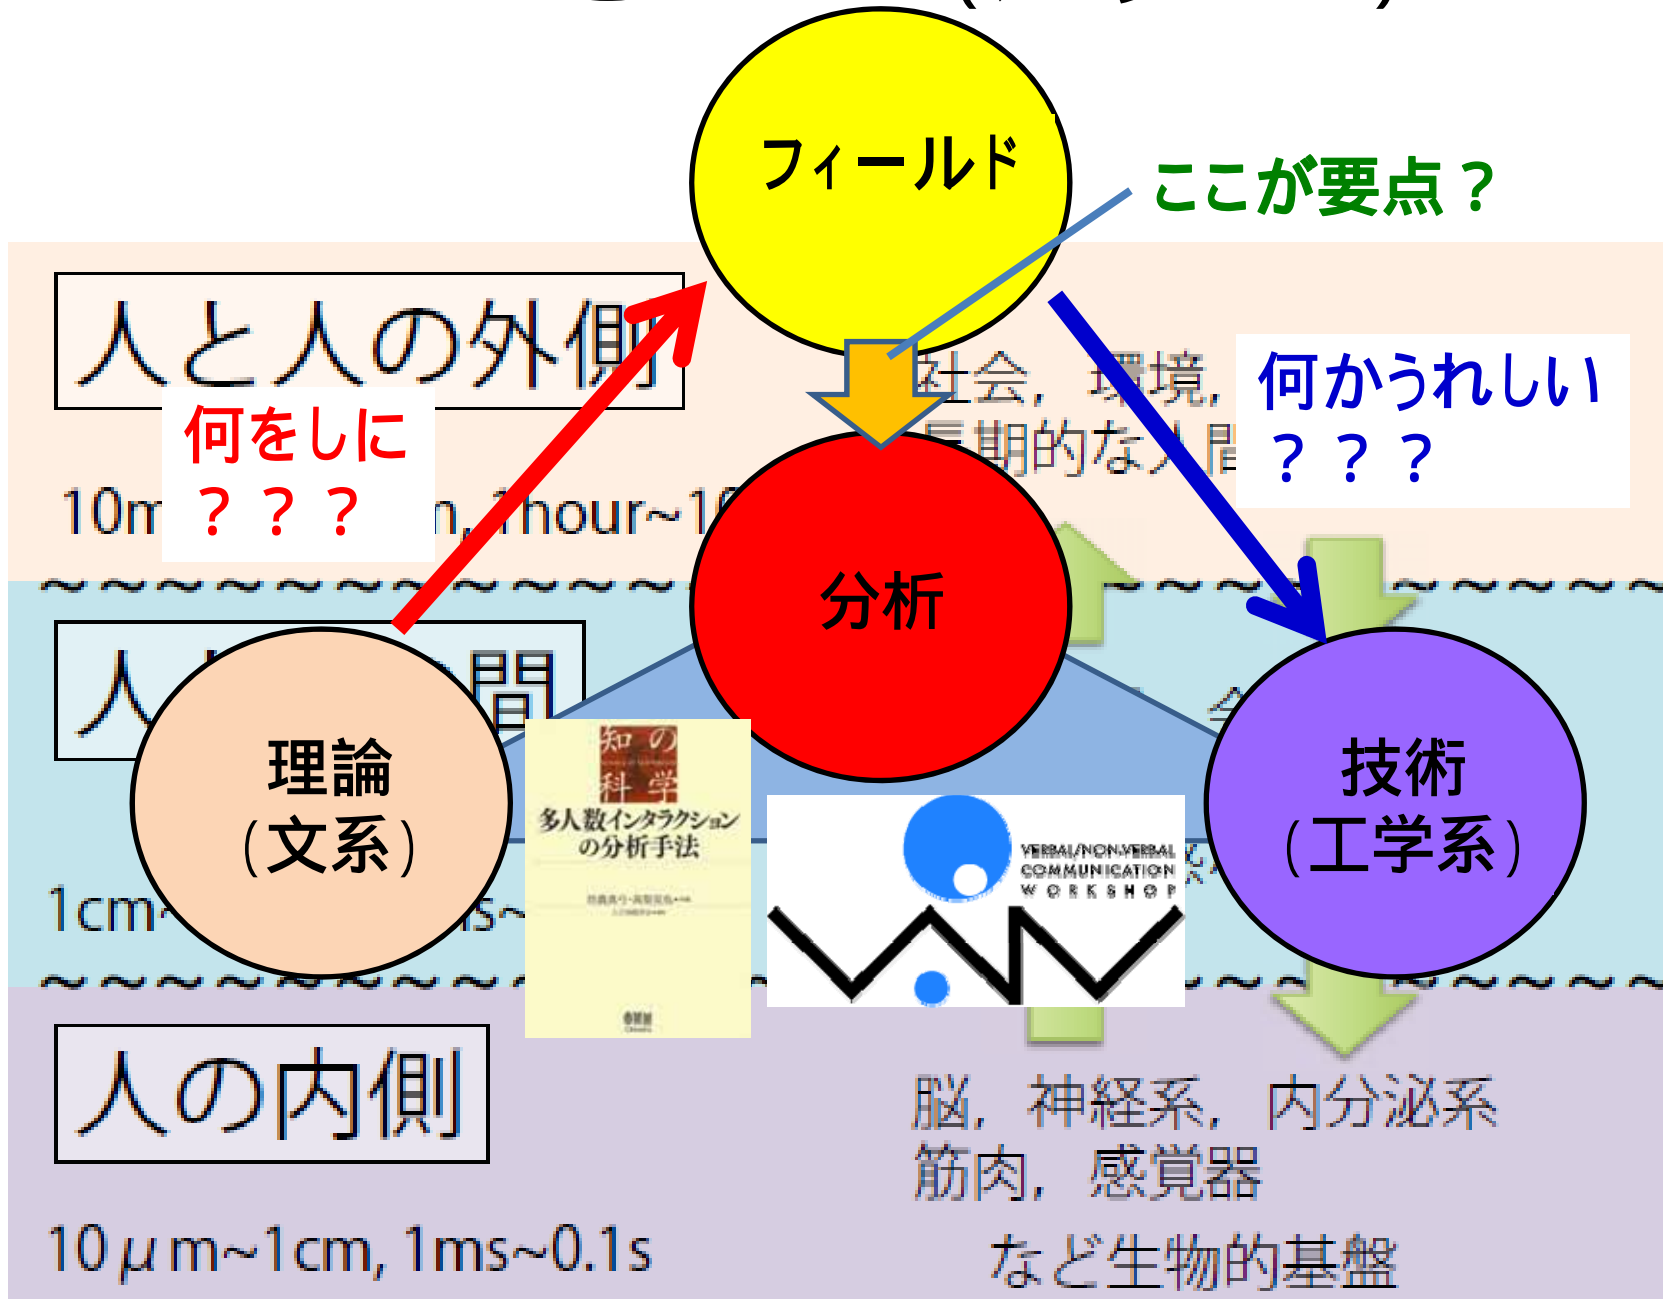 フィールド
ここが要点？
人と人の外側
何をしに
？？？
社会, 環境,
期的な人間
何かうれしい
？？？
1hour~
分析
間
理論
(文系)
技術
(工学系)
知の
科学
多人数インタラクション
の分析手法
VERBAL/NON-VERBAL
COMMUNICATION
WORKSHOP
1cm~
人の内側
脳, 神経系, 内分泌系
筋肉, 感覚器
など生物的基盤
10μm~1cm, 1ms~0.1s